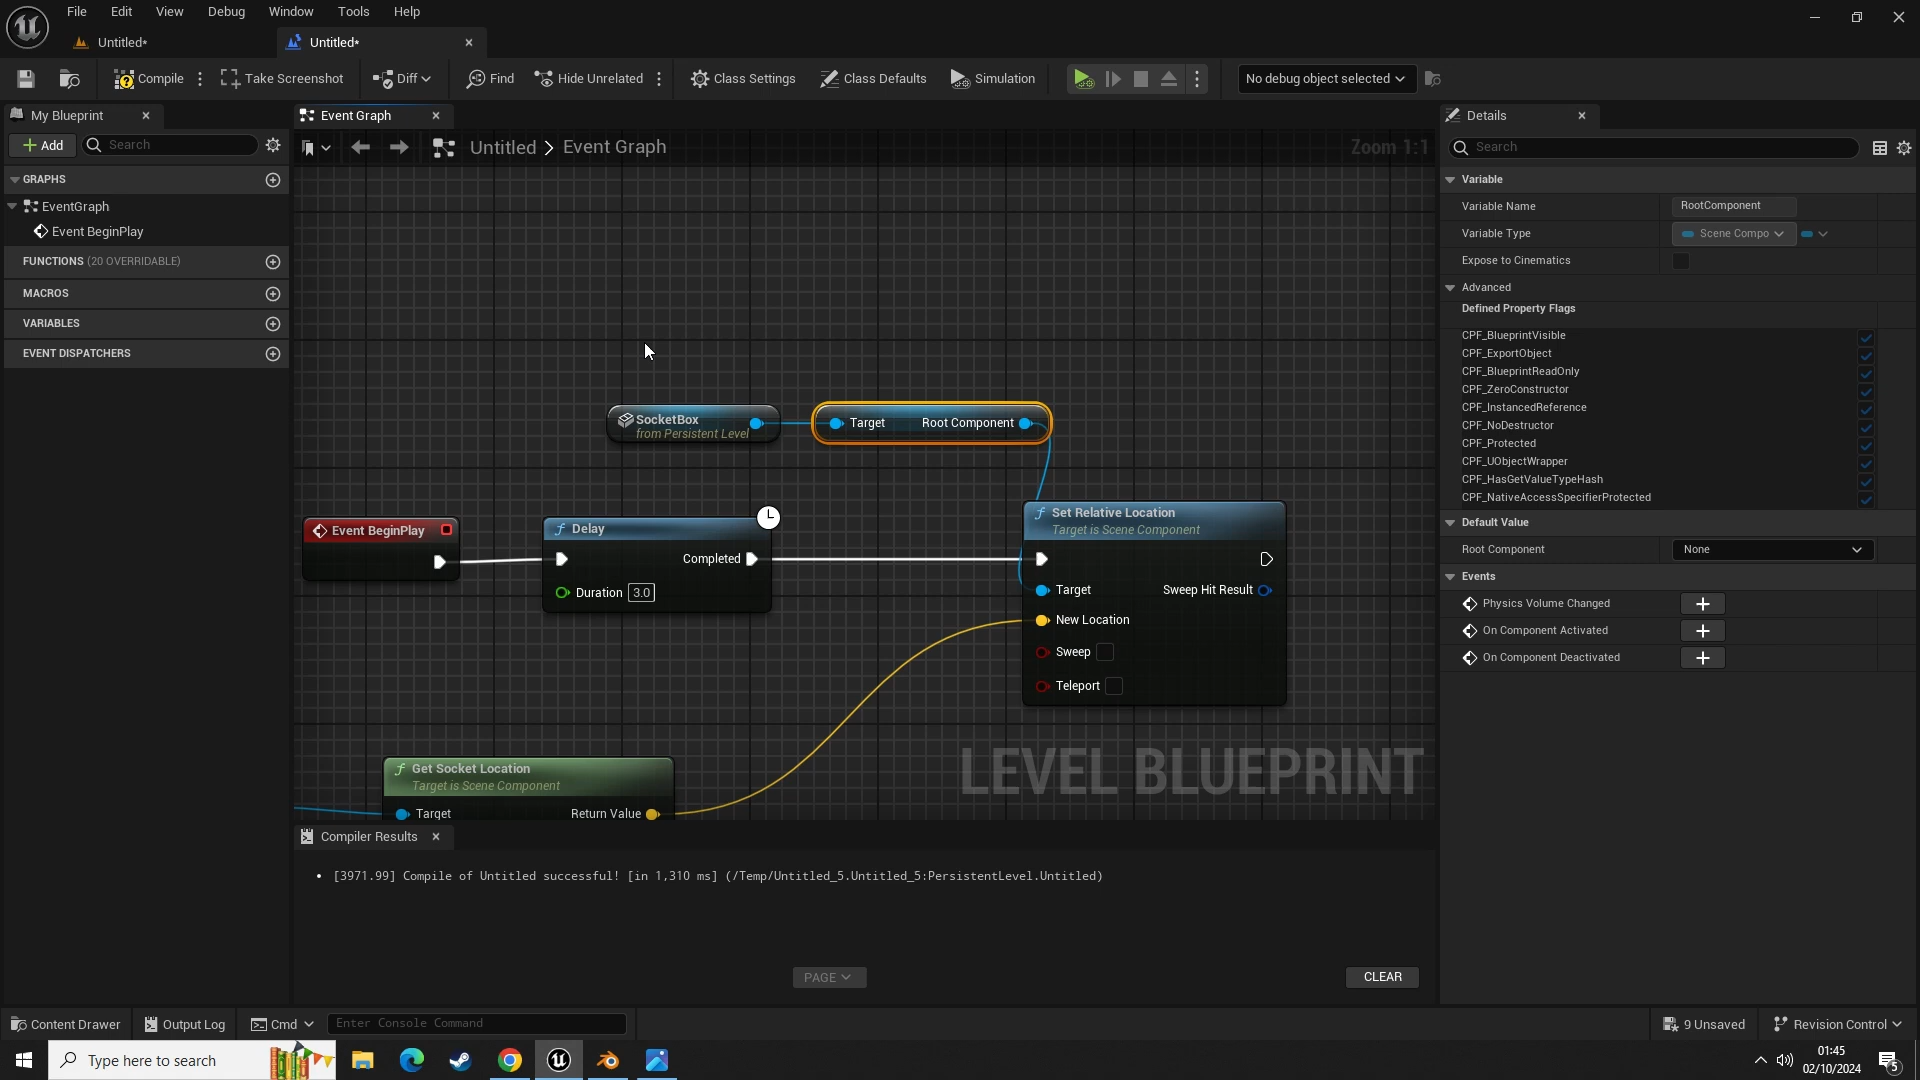 File Edit View Debug Window Tools Help
Untitled* Untitled*
Compile Take Screenshot Diff Find Hide Unrelated Class Settings Class Defaults Simulation No debug object selected
My Blueprint Event Graph Details
Add Search Untitled > Event Graph Zoom 1:1 Search
GRAPHS
EventGraph
Event BeginPlay
FUNCTIONS (20 OVERRIDABLE)
MACROS
VARIABLES
EVENT DISPATCHERS
SocketBox
from Persistent Level
Target Root Component
Event BeginPlay
Delay
Completed
Duration 3.0
Set Relative Location
Target is Scene Component
Target Sweep Hit Result
New Location
Sweep
Teleport
Get Socket Location
Target is Scene Component
Target Return Value
LEVEL BLUEPRINT
Variable
Variable Name RootComponent
Variable Type Scene Compo
Expose to Cinematics
Advanced
Defined Property Flags
CPF_BlueprintVisible
CPF_ExportObject
CPF_BlueprintReadOnly
CPF_ZeroConstructor
CPF_InstancedReference
CPF_NoDestructor
CPF_Protected
CPF_UObjectWrapper
CPF_HasGetValueTypeHash
CPF_NativeAccessSpecifierProtected
Default Value
Root Component None
Events
Physics Volume Changed
On Component Activated
On Component Deactivated
Compiler Results
[3971.99] Compile of Untitled successful! [in 1,310 ms] (/Temp/Untitled_5.Untitled_5:PersistentLevel.Untitled)
PAGE CLEAR
Content Drawer Output Log Cmd Enter Console Command 9 Unsaved Revision Control
Type here to search
01:45
02/10/2024
5